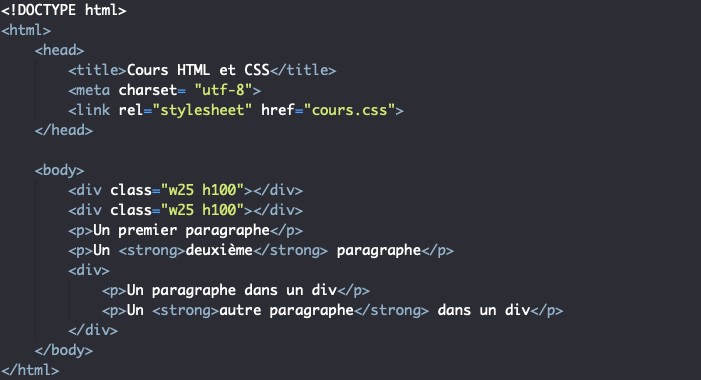 <!DOCTYPE html>
<html>
    <head>
        <title>Cours HTML et CSS</title>
        <meta charset= "utf-8">
        <link rel="stylesheet" href="cours.css">
    </head>

    <body>
        <div class="w25 h100"></div>
        <div class="w25 h100"></div>
        <p>Un premier paragraphe</p>
        <p>Un <strong>deuxième</strong> paragraphe</p>
        <div>
            <p>Un paragraphe dans un div</p>
            <p>Un <strong>autre paragraphe</strong> dans un div</p>
        </div>
    </body>
</html>